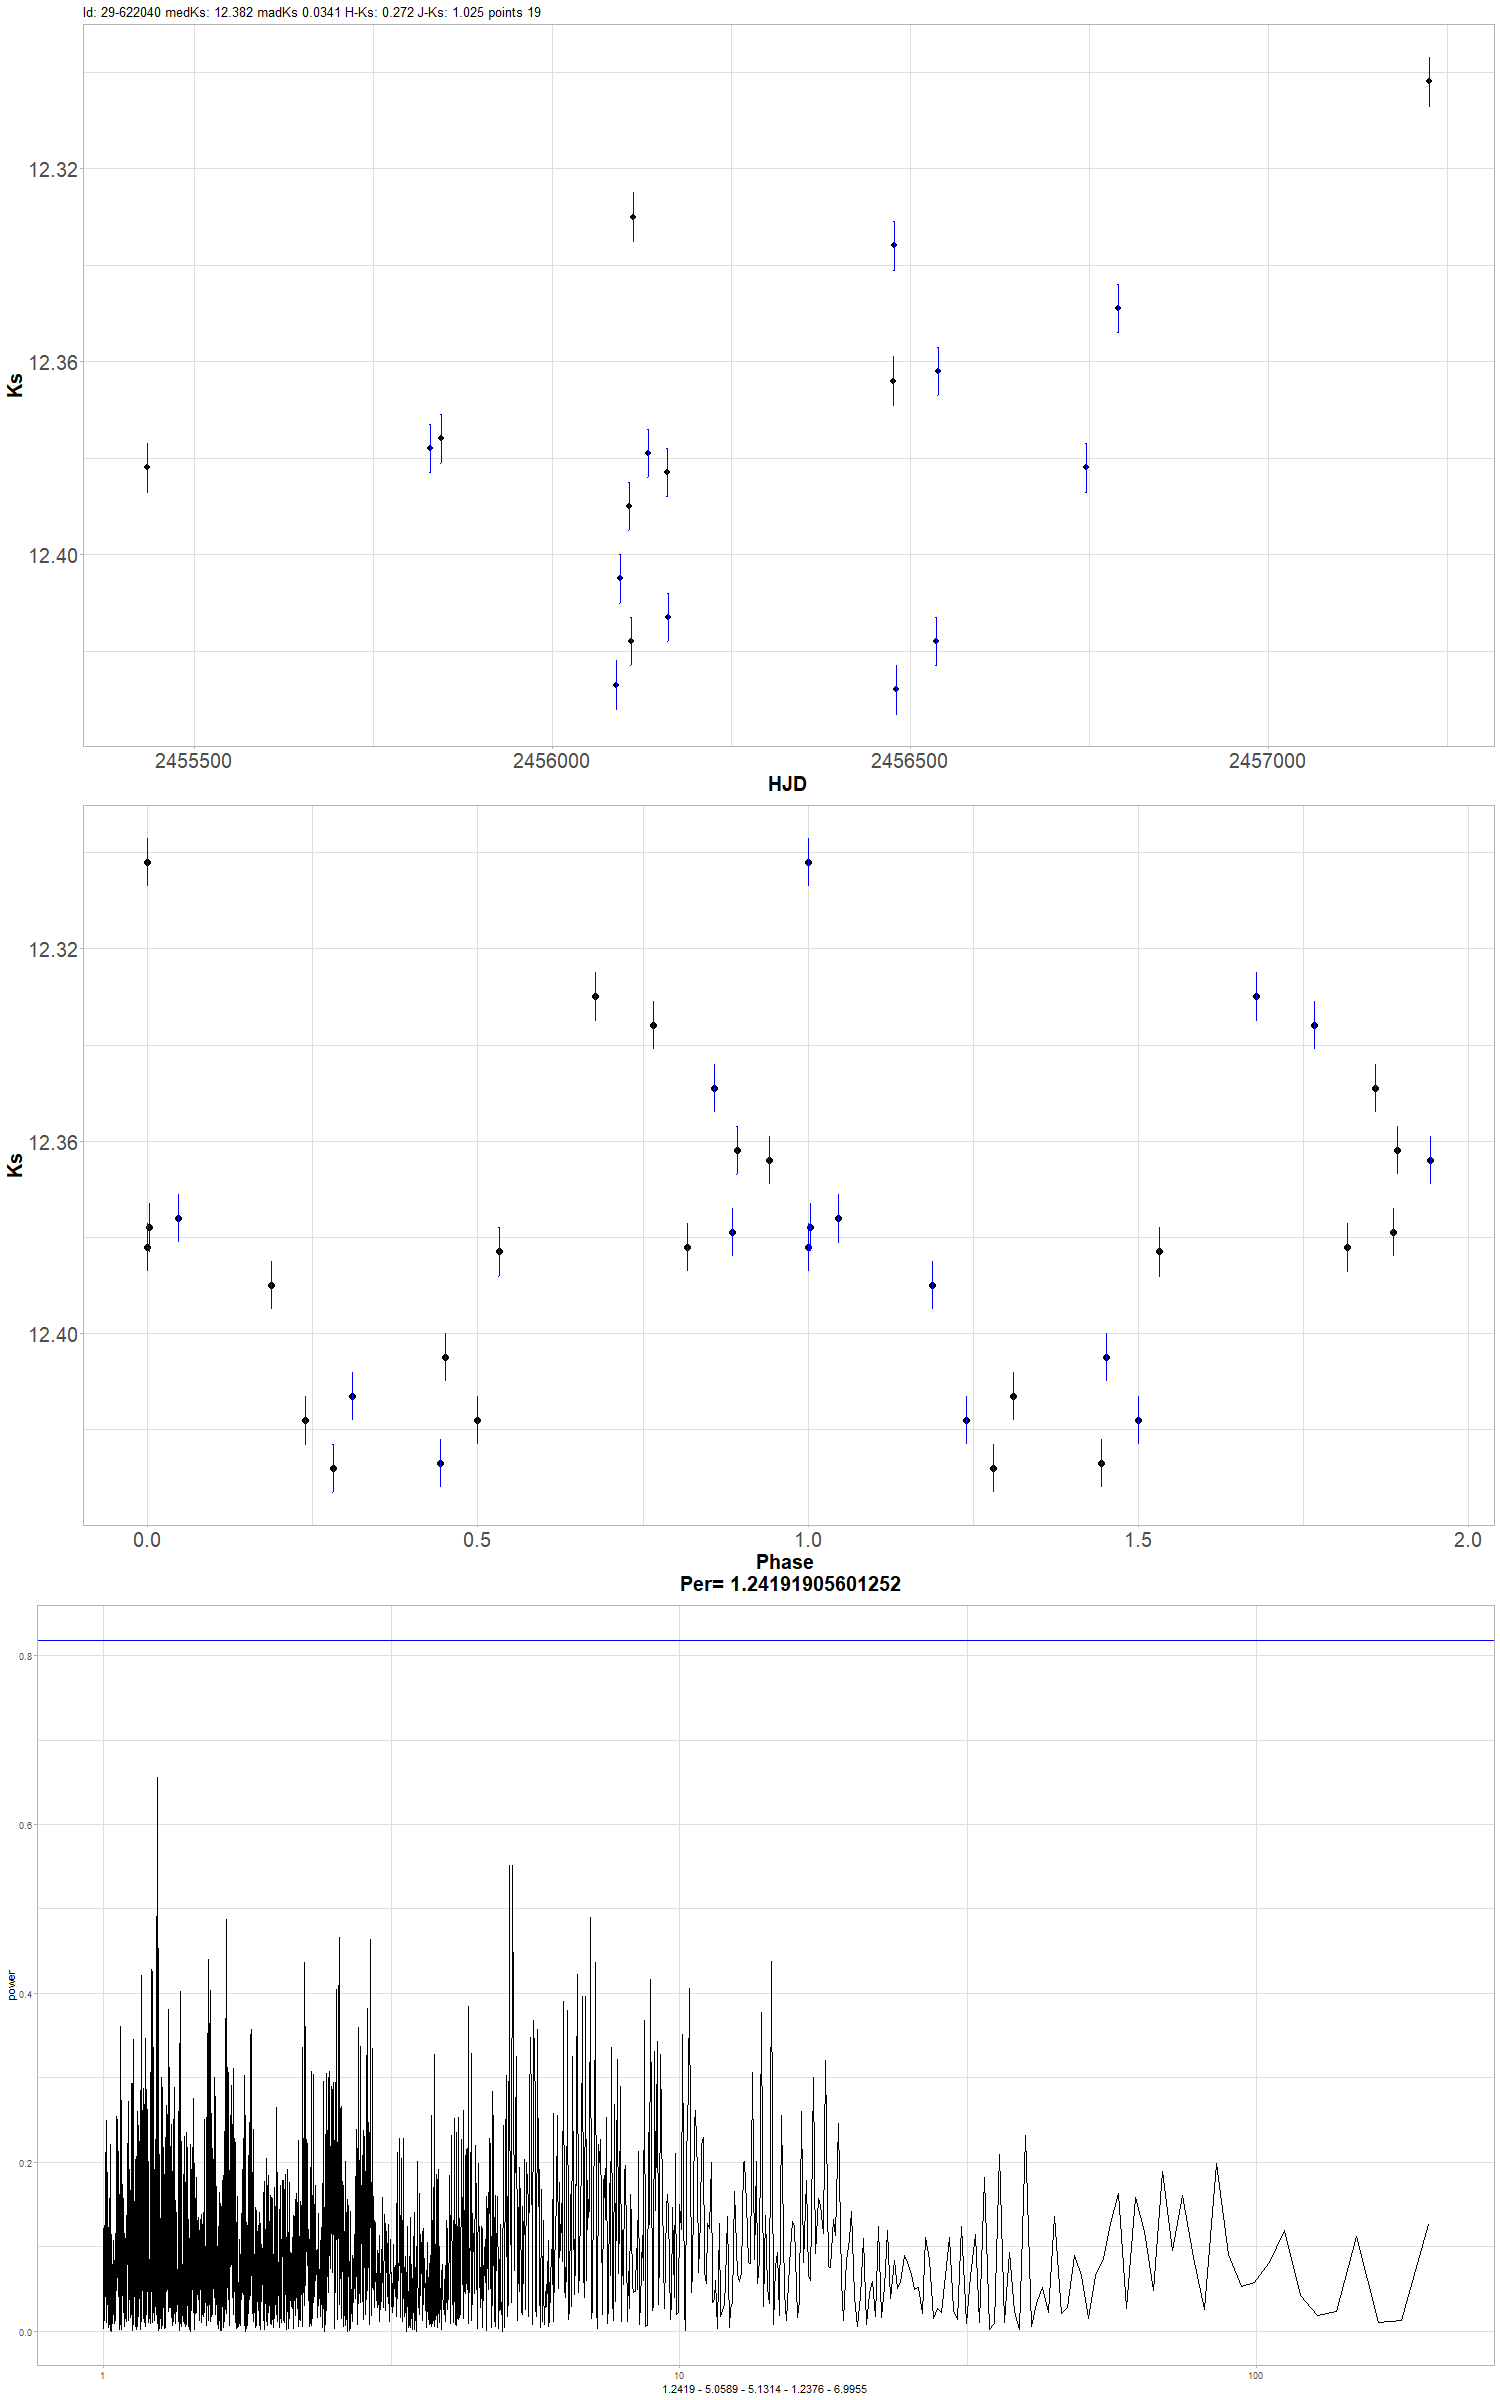 Id: 29-622040 medKs: 12.382 madKs 0.0341 H-Ks: 0.272 J-Ks: 1.025 points 19
12.32
12.36
12.40
Ks
2455500 2456000 2456500 2457000
HJD
12.32
12.36
12.40
Ks
0.0 0.5 1.0 1.5 2.0
Phase
Per= 1.24191905601252
0.8
0.6
0.4
0.2
0.0
power
1 10 100
1.2419 - 5.0589 - 5.1314 - 1.2376 - 6.9955